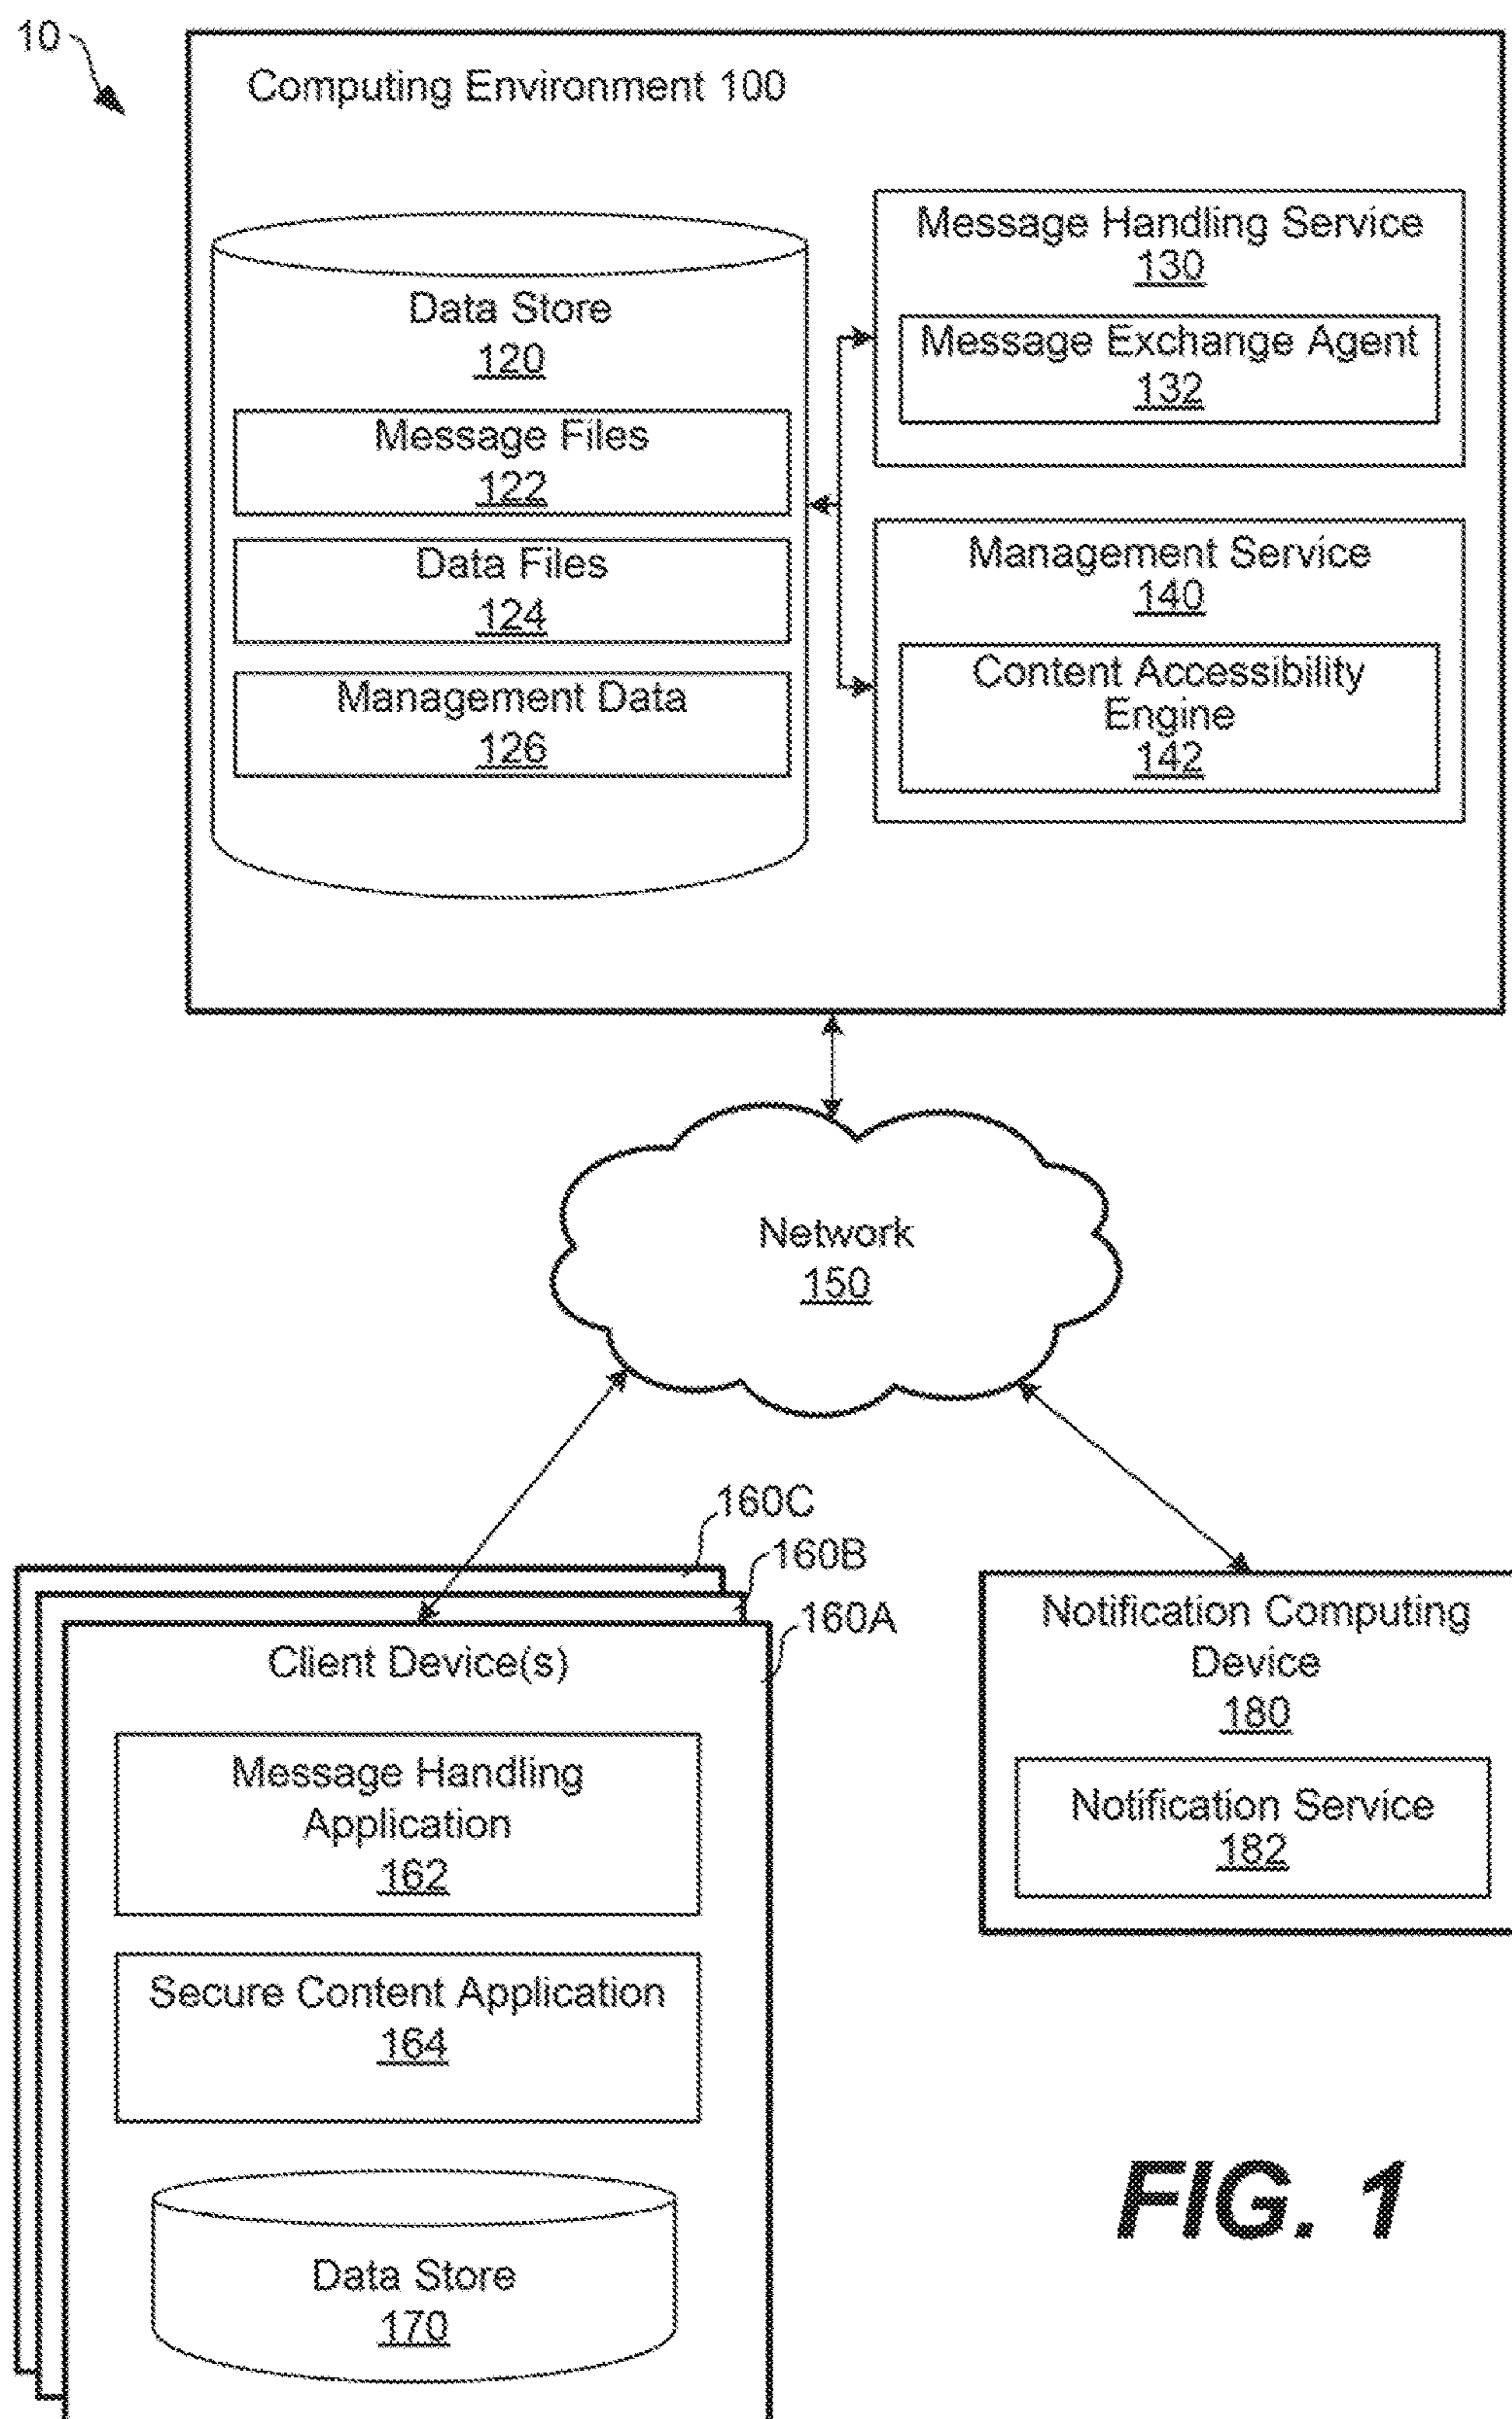 10
Computing Environment 100
Data Store
120
Message Files
122
Data Files
124
Management Data
126
Message Handling Service
130
Message Exchange Agent
132
Management Service
140
Content Accessibility
Engine
142
Network
150
160C
160B
160A
Client Device(s)
Message Handling
Application
162
Secure Content Application
164
Data Store
170
Notification Computing
Device
180
Notification Service
182
FIG. 1